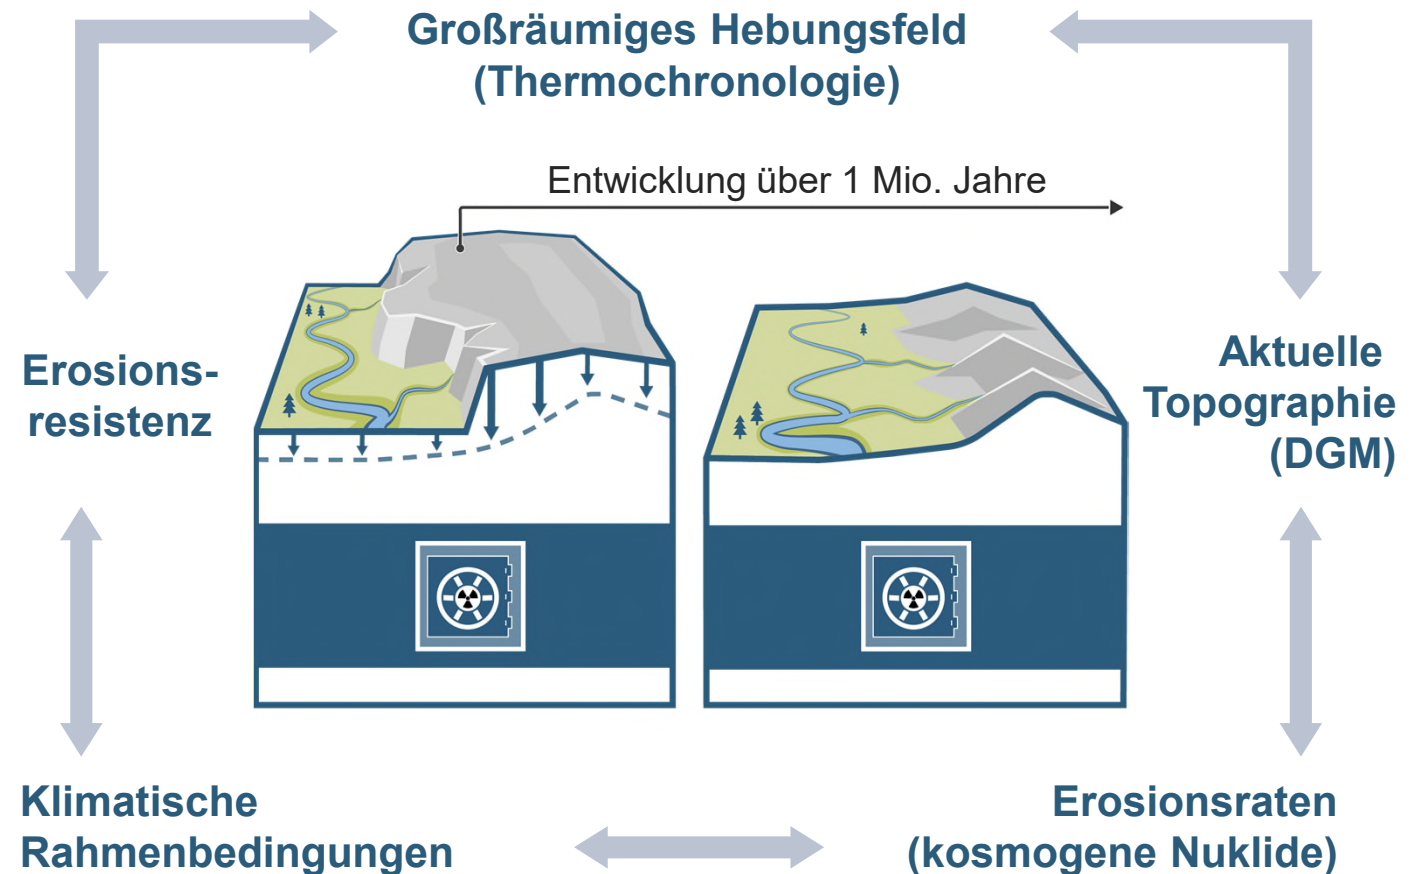 Großräumiges Hebungsfeld
(Thermochronologie)
Entwicklung über 1 Mio. Jahre
Erosions-
resistenz
Aktuelle
Topographie
(DGM)
Klimatische
Rahmenbedingungen
Erosionsraten
(kosmogene Nuklide)